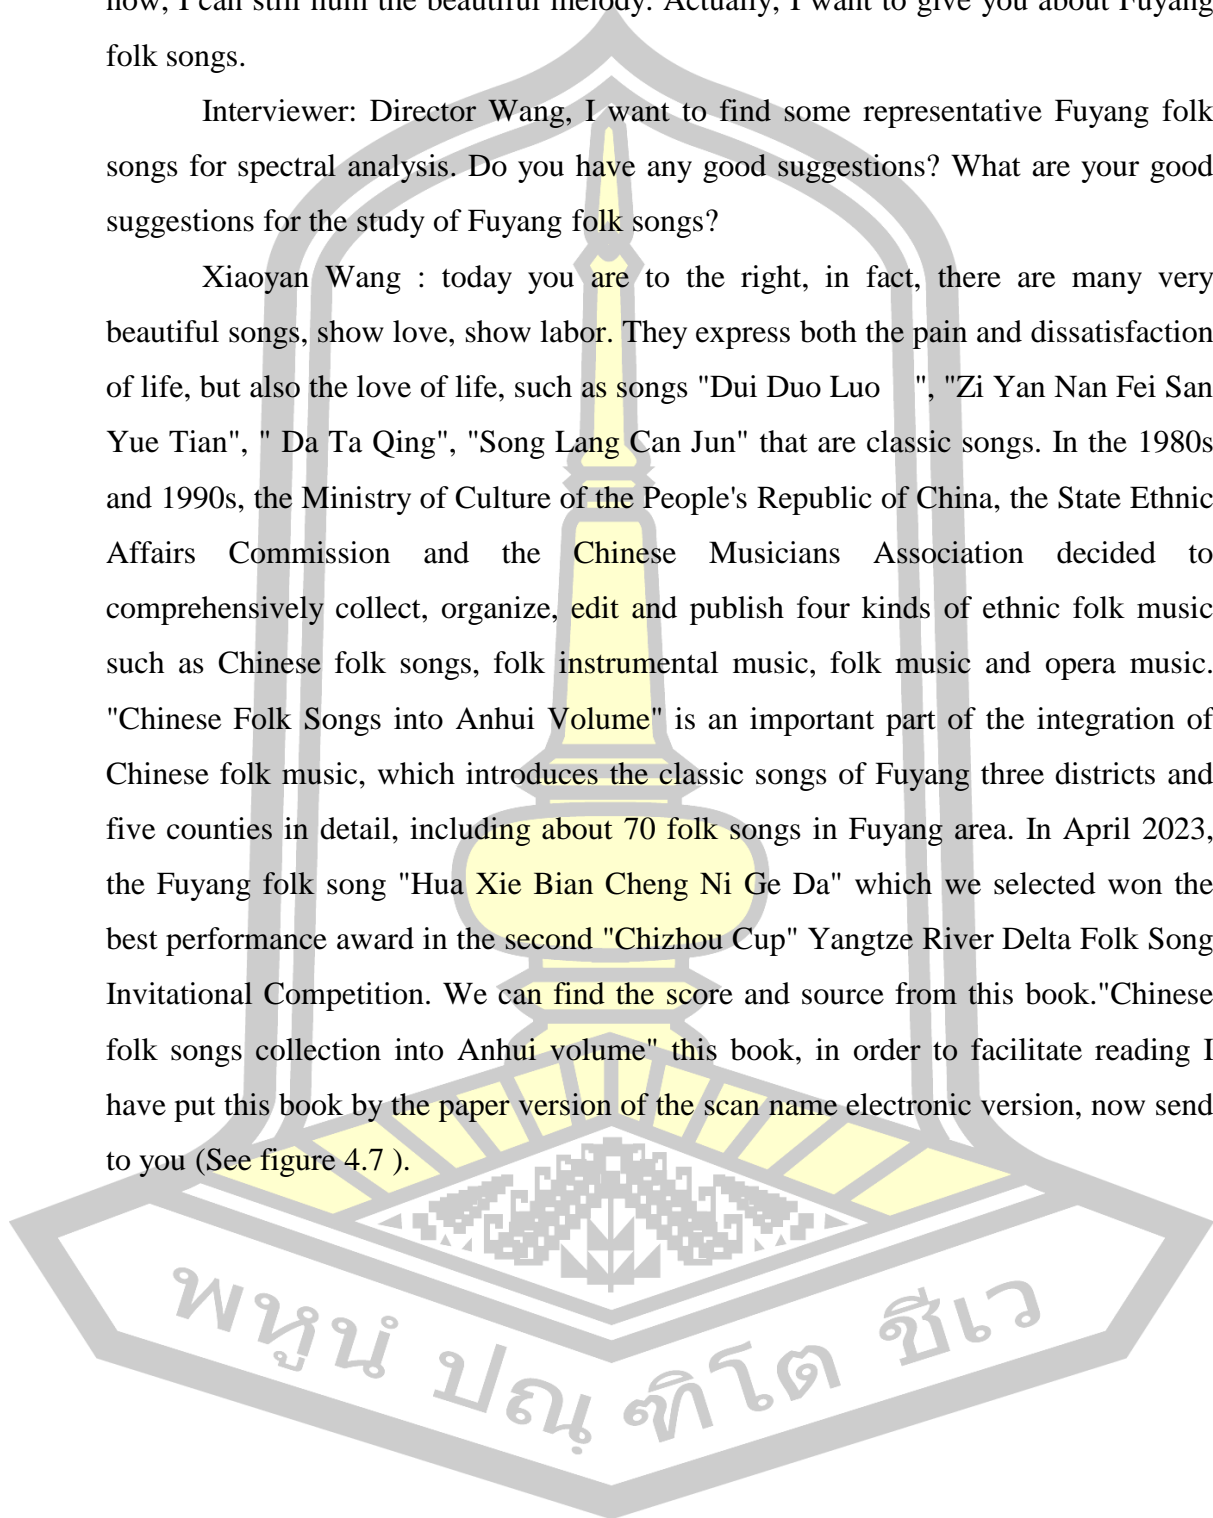 now, I can still hum the beautiful melody. Actually, I want to give you about Fuyang
folk songs.
Interviewer: Director Wang, I want to find some representative Fuyang folk
songs for spectral analysis. Do you have any good suggestions? What are your good
suggestions for the study of Fuyang folk songs?
Xiaoyan Wang : today you are to the right, in fact, there are many very
beautiful songs, show love, show labor. They express both the pain and dissatisfaction
of life, but also the love of life, such as songs "Dui Duo Luo    ", "Zi Yan Nan Fei San
Yue Tian", " Da Ta Qing", "Song Lang Can Jun" that are classic songs. In the 1980s
and 1990s, the Ministry of Culture of the People's Republic of China, the State Ethnic
Affairs Commission and the Chinese Musicians Association decided to
comprehensively collect, organize, edit and publish four kinds of ethnic folk music
such as Chinese folk songs, folk instrumental music, folk music and opera music.
"Chinese Folk Songs into Anhui Volume" is an important part of the integration of
Chinese folk music, which introduces the classic songs of Fuyang three districts and
five counties in detail, including about 70 folk songs in Fuyang area. In April 2023,
the Fuyang folk song "Hua Xie Bian Cheng Ni Ge Da" which we selected won the
best performance award in the second "Chizhou Cup" Yangtze River Delta Folk Song
Invitational Competition. We can find the score and source from this book."Chinese
folk songs collection into Anhui volume" this book, in order to facilitate reading I
have put this book by the paper version of the scan name electronic version, now send
to you (See figure 4.7 ).
พหูนํ ปณฺฑิโต ชีเว